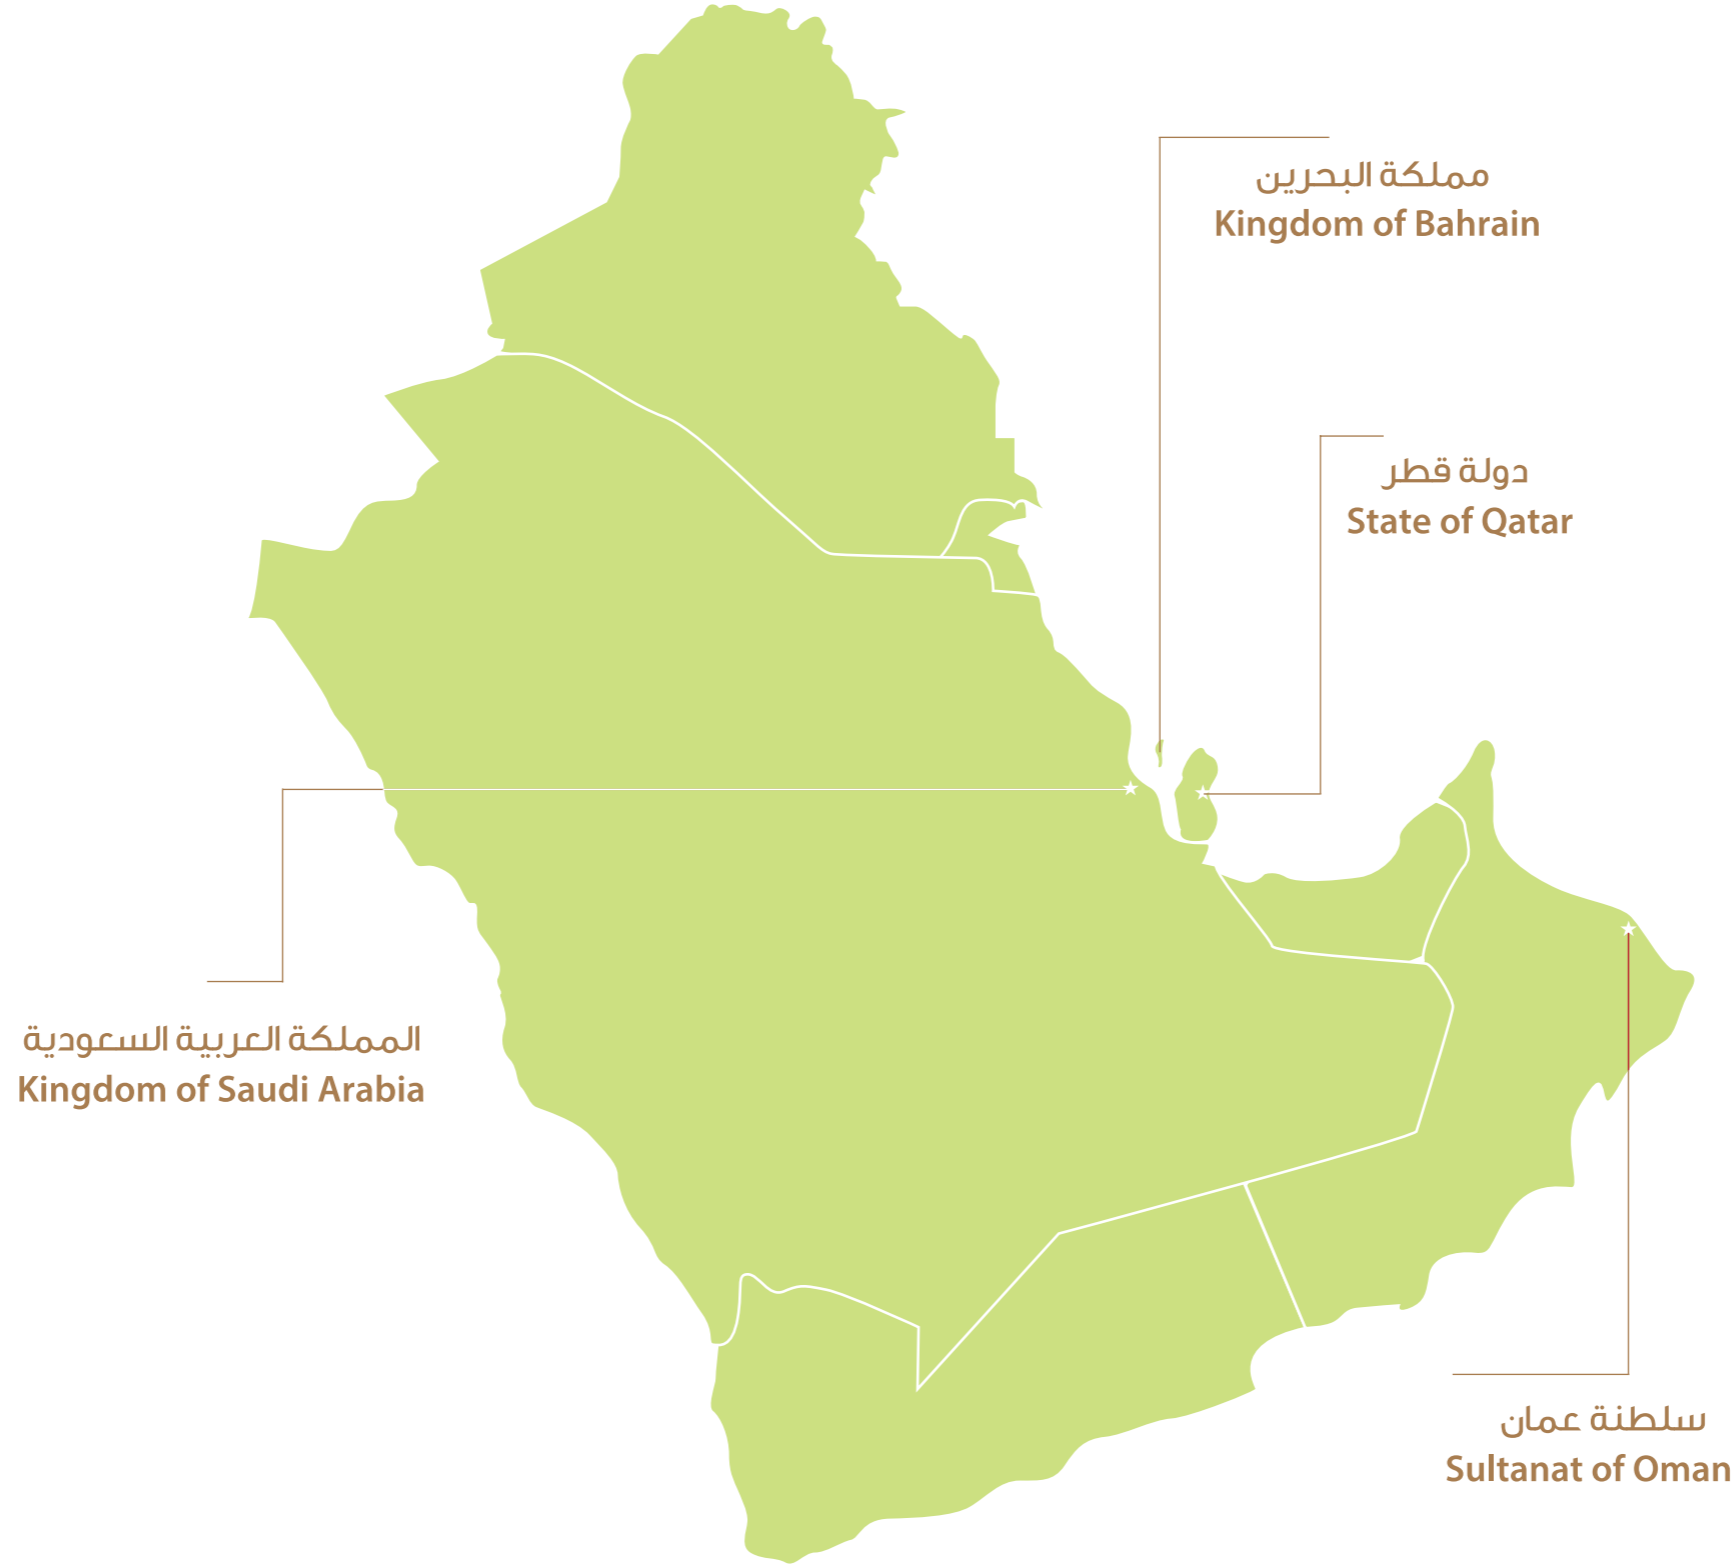 مملكة البحرين
Kingdom of Bahrain
دولة قطر
State of Qatar
المملكة العربية السعودية
Kingdom of Saudi Arabia
سلطنة عمان
Sultanat of Oman